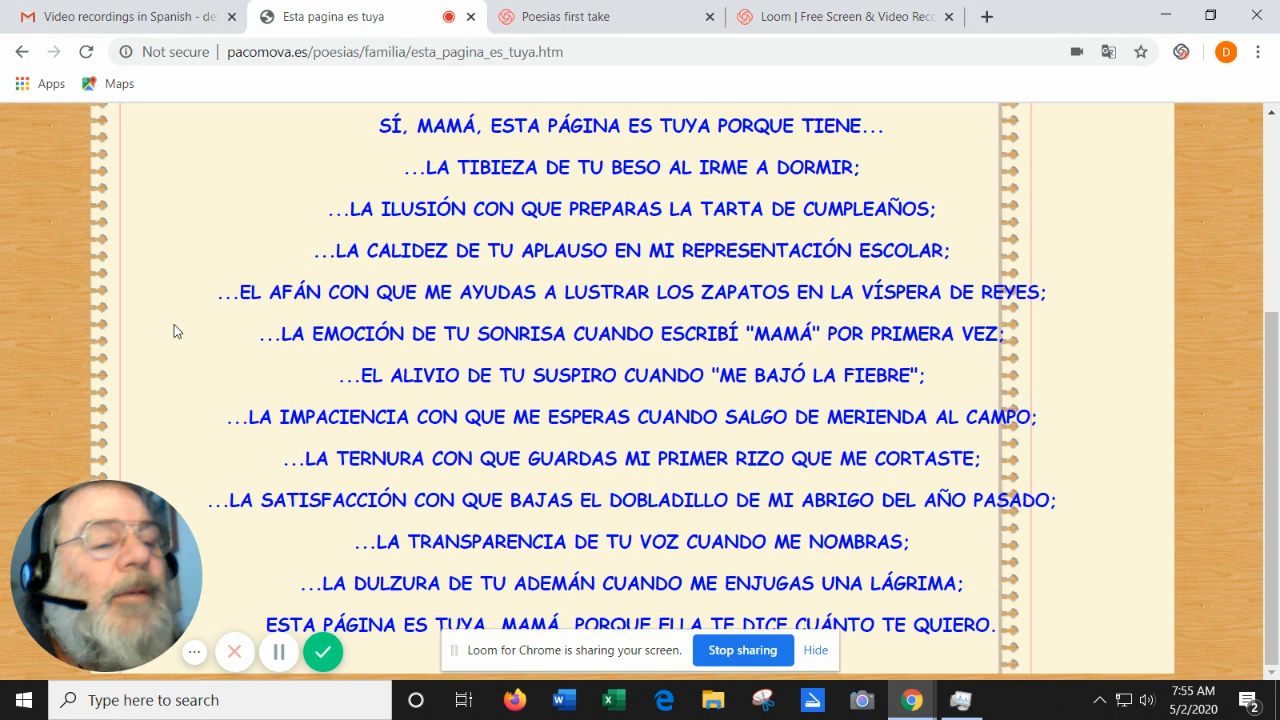 Video recordings in Spanish - de
Esta pagina es tuya
Poesias first take
Loom | Free Screen & Video Rec
Not secure | pacomova.es/poesias/familia/esta_pagina_es_tuya.htm
D
Apps
Maps
SÍ, MAMÁ, ESTA PÁGINA ES TUYA PORQUE TIENE...
...LA TIBIEZA DE TU BESO AL IRME A DORMIR;
...LA ILUSIÓN CON QUE PREPARAS LA TARTA DE CUMPLEAÑOS;
...LA CALIDEZ DE TU APLAUSO EN MI REPRESENTACIÓN ESCOLAR;
...EL AFÁN CON QUE ME AYUDAS A LUSTRAR LOS ZAPATOS EN LA VÍSPERA DE REYES;
...LA EMOCIÓN DE TU SONRISA CUANDO ESCRIBÍ "MAMÁ" POR PRIMERA VEZ;
...EL ALIVIO DE TU SUSPIRO CUANDO "ME BAJÓ LA FIEBRE";
...LA IMPACIENCIA CON QUE ME ESPERAS CUANDO SALGO DE MERIENDA AL CAMPO;
...LA TERNURA CON QUE GUARDAS MI PRIMER RIZO QUE ME CORTASTE;
...LA SATISFACCIÓN CON QUE BAJAS EL DOBLADILLO DE MI ABRIGO DEL AÑO PASADO;
...LA TRANSPARENCIA DE TU VOZ CUANDO ME NOMBRAS;
...LA DULZURA DE TU ADEMÁN CUANDO ME ENJUGAS UNA LÁGRIMA;
ESTA PÁGINA ES TUYA, MAMÁ, PORQUE ELLA TE DICE CUÁNTO TE QUIERO.
Loom for Chrome is sharing your screen.
Stop sharing
Hide
Type here to search
7:55 AM
5/2/2020
2